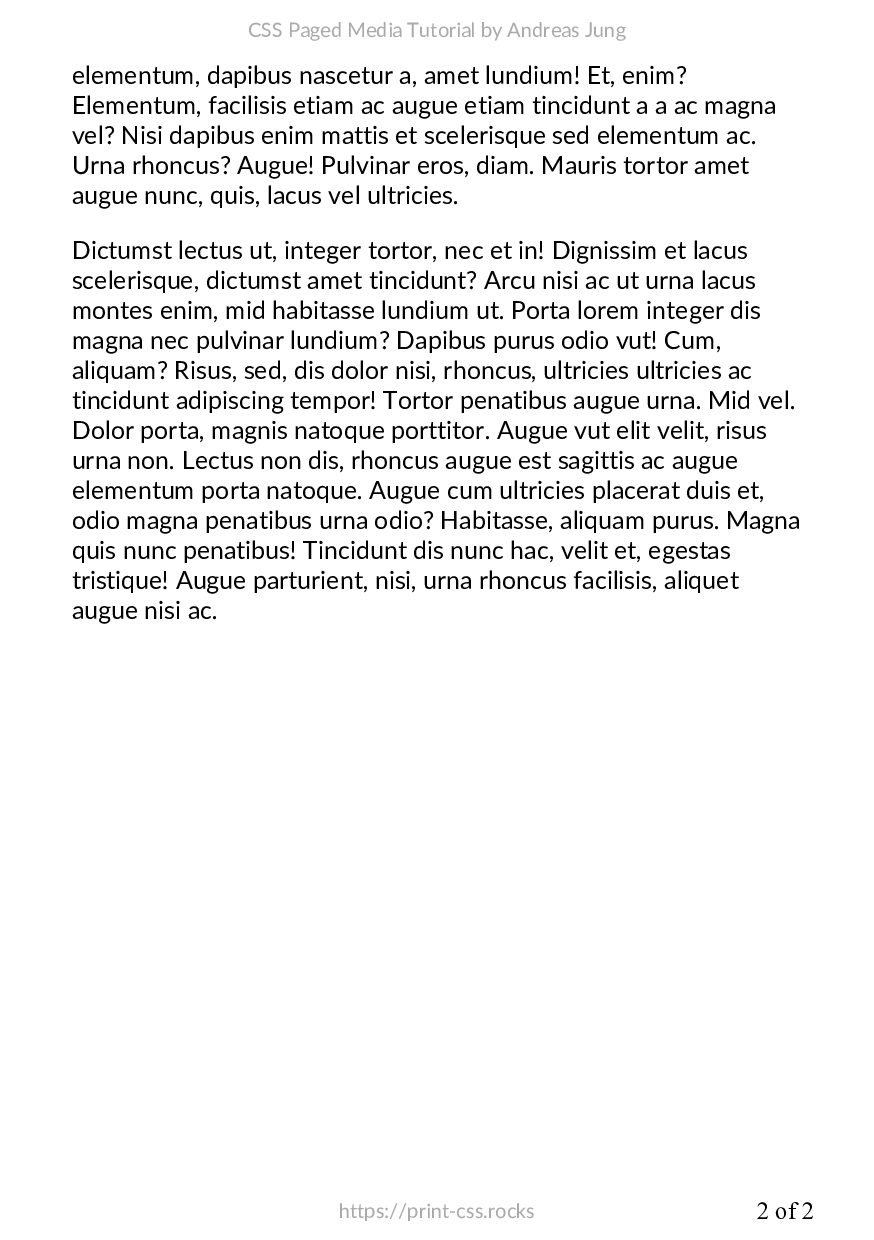 CSS Paged Media Tutorial by Andreas Jung
elementum, dapibus nascetur a, amet lundium! Et, enim?
Elementum, facilisis etiam ac augue etiam tincidunt a a ac magna
vel? Nisi dapibus enim mattis et scelerisque sed elementum ac.
Urna rhoncus? Augue! Pulvinar eros, diam. Mauris tortor amet
augue nunc, quis, lacus vel ultricies.
Dictumst lectus ut, integer tortor, nec et in! Dignissim et lacus
scelerisque, dictumst amet tincidunt? Arcu nisi ac ut urna lacus
montes enim, mid habitasse lundium ut. Porta lorem integer dis
magna nec pulvinar lundium? Dapibus purus odio vut! Cum,
aliquam? Risus, sed, dis dolor nisi, rhoncus, ultricies ultricies ac
tincidunt adipiscing tempor! Tortor penatibus augue urna. Mid vel.
Dolor porta, magnis natoque porttitor. Augue vut elit velit, risus
urna non. Lectus non dis, rhoncus augue est sagittis ac augue
elementum porta natoque. Augue cum ultricies placerat duis et,
odio magna penatibus urna odio? Habitasse, aliquam purus. Magna
quis nunc penatibus! Tincidunt dis nunc hac, velit et, egestas
tristique! Augue parturient, nisi, urna rhoncus facilisis, aliquet
augue nisi ac.
https://print-css.rocks
2 of 2